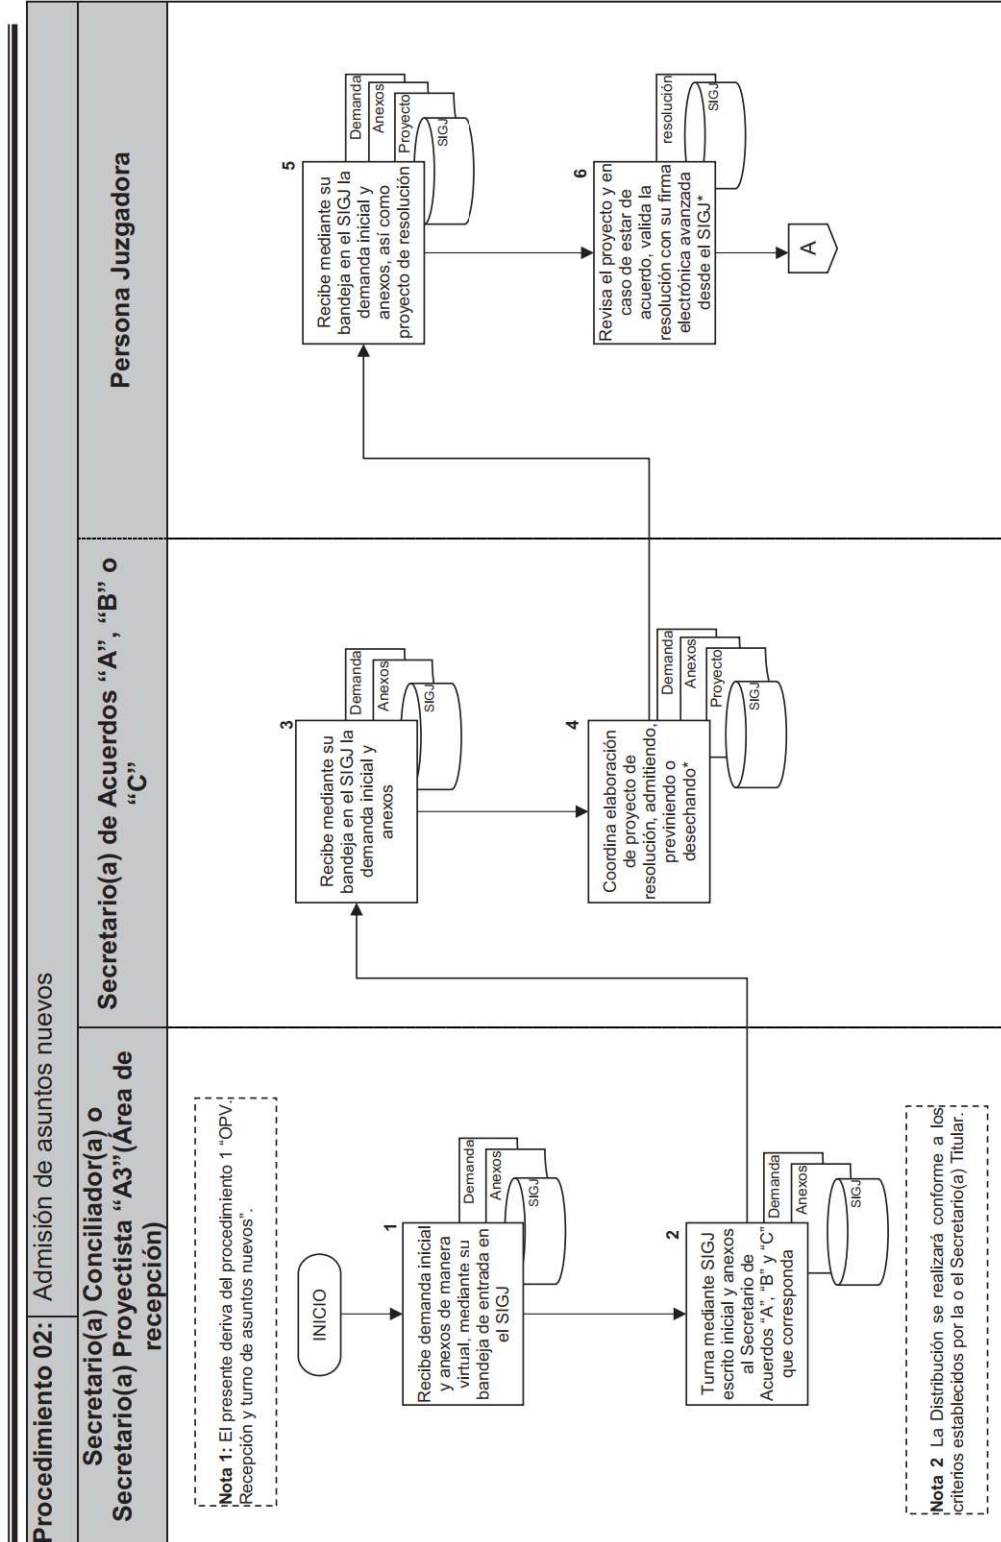 Procedimiento 02: Admisión de asuntos nuevos
Secretario(a) Conciliador(a) o
Secretario(a) Proyectista “A3”(Área de
recepción)
Secretario(a) de Acuerdos “A”, “B” o
“C”
Persona Juzgadora
Nota 1: El presente deriva del procedimiento 1 “OPV.
Recepción y turno de asuntos nuevos”.
INICIO
1
Recibe demanda inicial
y anexos de manera
virtual, mediante su
bandeja de entrada en
el SIGJ
Demanda
Anexos
SIGJ
2
Turna mediante SIGJ
escrito inicial y anexos
al Secretario de
Acuerdos “A”, “B” y “C”
que corresponda
Demanda
Anexos
SIGJ
Nota 2 La Distribución se realizará conforme a los
criterios establecidos por la o el Secretario(a) Titular.
3
Recibe mediante su
bandeja en el SIGJ la
demanda inicial y
anexos
Demanda
Anexos
SIGJ
4
Coordina elaboración
de proyecto de
resolución, admitiendo,
previniendo o
desechando*
Demanda
Anexos
Proyecto
SIGJ
5
Recibe mediante su
bandeja en el SIGJ la
demanda inicial y
anexos, así como
proyecto de resolución
Demanda
Anexos
Proyecto
SIGJ
6
Revisa el proyecto y en
caso de estar de
acuerdo, valida la
resolución con su firma
electrónica avanzada
desde el SIGJ*
resolución
SIGJ
A